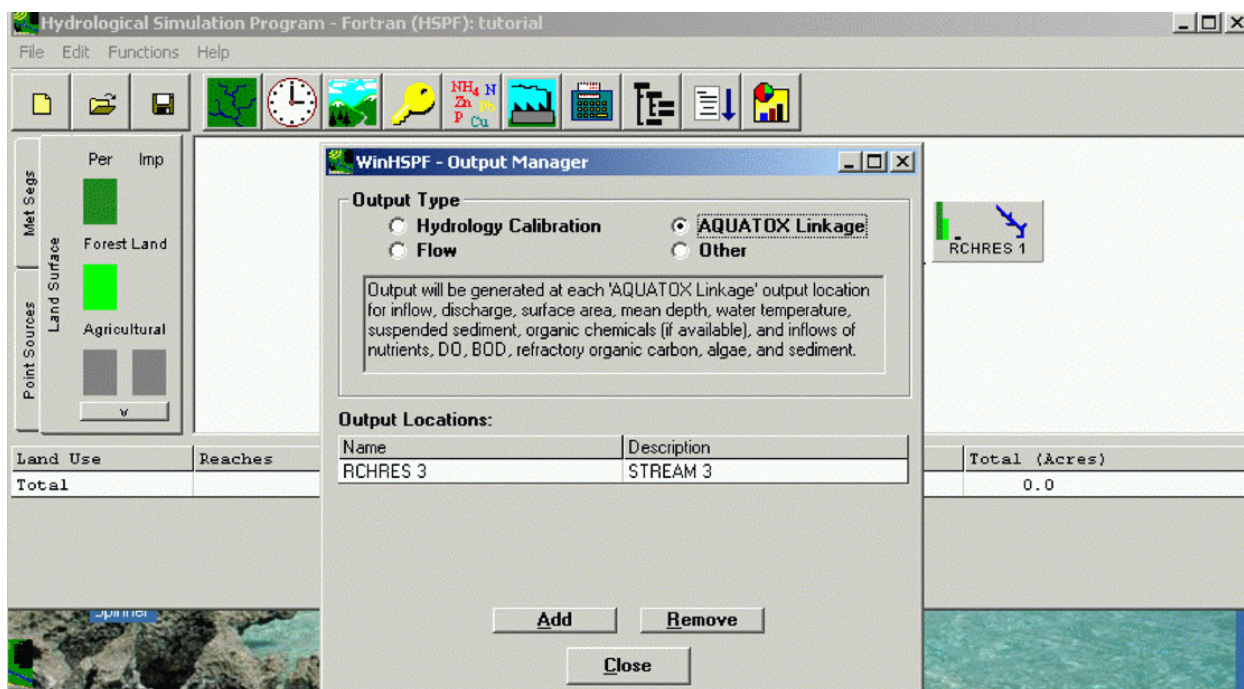 Hydrological Simulation Program - Fortran (HSPF): tutorial
File Edit Functions Help
NH4 N
Zn Pb
P Cu
Met Segs
Land Surface
Point Sources
Per Imp
Forest Land
Agricultural
v
WinHSPF - Output Manager
Output Type
Hydrology Calibration
AQUATOX Linkage
Flow
Other
Output will be generated at each 'AQUATOX Linkage' output location
for inflow, discharge, surface area, mean depth, water temperature,
suspended sediment, organic chemicals (if available), and inflows of
nutrients, DO, BOD, refractory organic carbon, algae, and sediment.
RCHRES 1
Output Locations:
Name Description
RCHRES 3 STREAM 3
Land Use Reaches Total (Acres)
Total 0.0
Spinner
Add Remove
Close